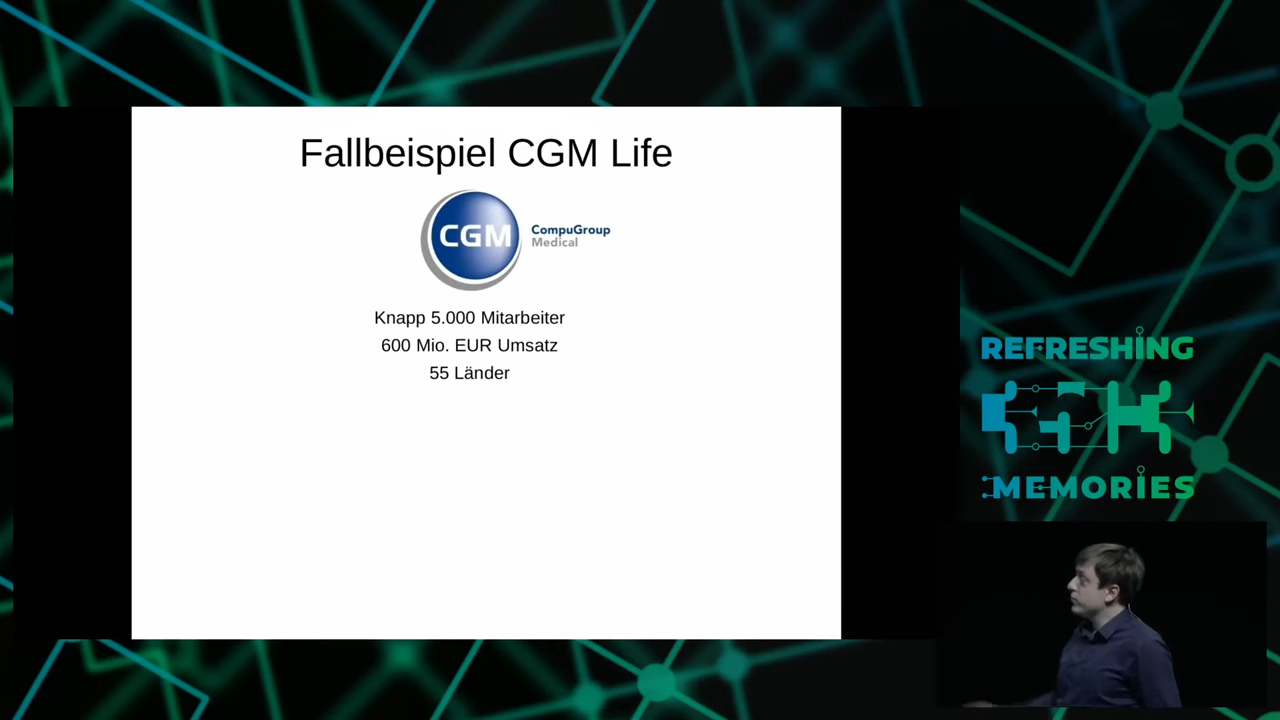 Fallbeispiel CGM Life
CGM
CompuGroup
Medical
Knapp 5.000 Mitarbeiter
600 Mio. EUR Umsatz
55 Länder
REFRESHING
MEMORIES